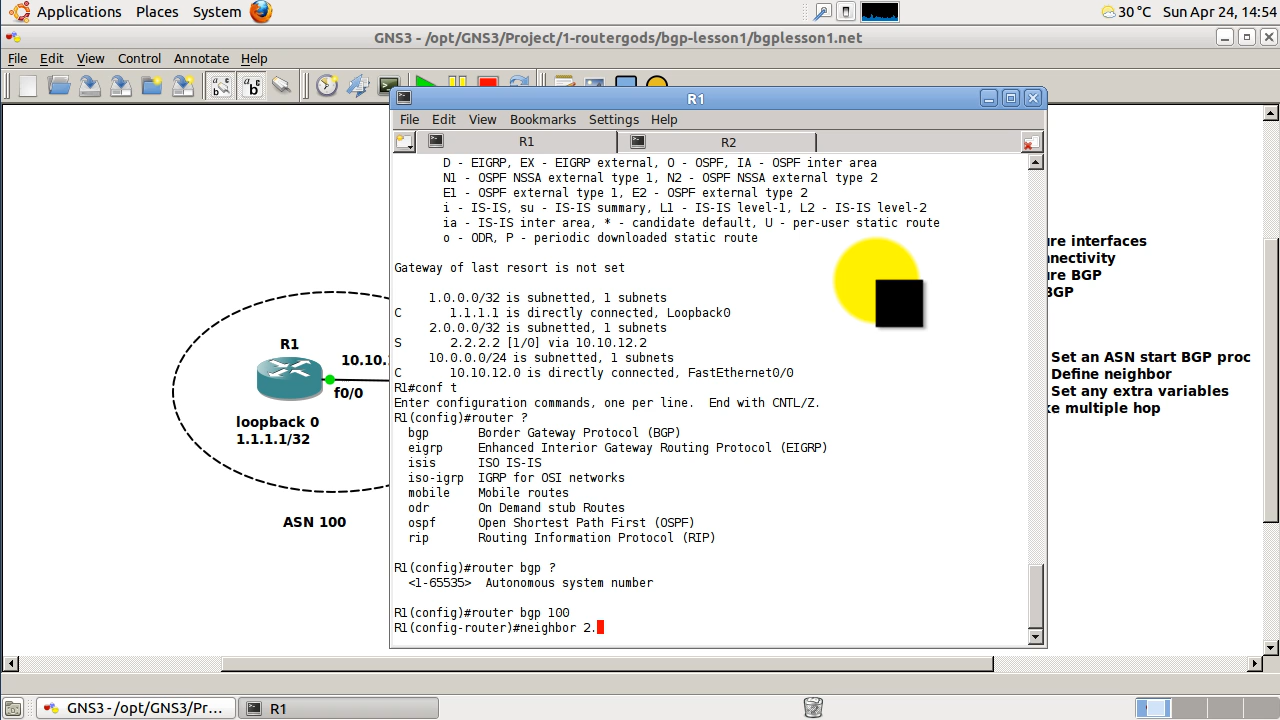 Applications Places System 30 °C Sun Apr 24, 14:54
GNS3 - /opt/GNS3/Project/1-routergods/bgp-lesson1/bgplesson1.net
File Edit View Control Annotate Help
R1
File Edit View Bookmarks Settings Help
R1 R2
D - EIGRP, EX - EIGRP external, O - OSPF, IA - OSPF inter area
N1 - OSPF NSSA external type 1, N2 - OSPF NSSA external type 2
E1 - OSPF external type 1, E2 - OSPF external type 2
i - IS-IS, su - IS-IS summary, L1 - IS-IS level-1, L2 - IS-IS level-2
ia - IS-IS inter area, * - candidate default, U - per-user static route
o - ODR, P - periodic downloaded static route
Gateway of last resort is not set
1.0.0.0/32 is subnetted, 1 subnets
C 1.1.1.1 is directly connected, Loopback0
2.0.0.0/32 is subnetted, 1 subnets
S 2.2.2.2 [1/0] via 10.10.12.2
10.0.0.0/24 is subnetted, 1 subnets
C 10.10.12.0 is directly connected, FastEthernet0/0
R1#conf t
Enter configuration commands, one per line. End with CNTL/Z.
R1(config)#router ?
bgp Border Gateway Protocol (BGP)
eigrp Enhanced Interior Gateway Routing Protocol (EIGRP)
isis ISO IS-IS
iso-igrp IGRP for OSI networks
mobile Mobile routes
odr On Demand stub Routes
ospf Open Shortest Path First (OSPF)
rip Routing Information Protocol (RIP)
R1(config)#router bgp ?
<1-65535> Autonomous system number
R1(config)#router bgp 100
R1(config-router)#neighbor 2.
R1
10.10.
f0/0
loopback 0
1.1.1.1/32
ASN 100
ure interfaces
nnectivity
ure BGP
BGP
Set an ASN start BGP proc
Define neighbor
Set any extra variables
ke multiple hop
GNS3 - /opt/GNS3/Pr... R1